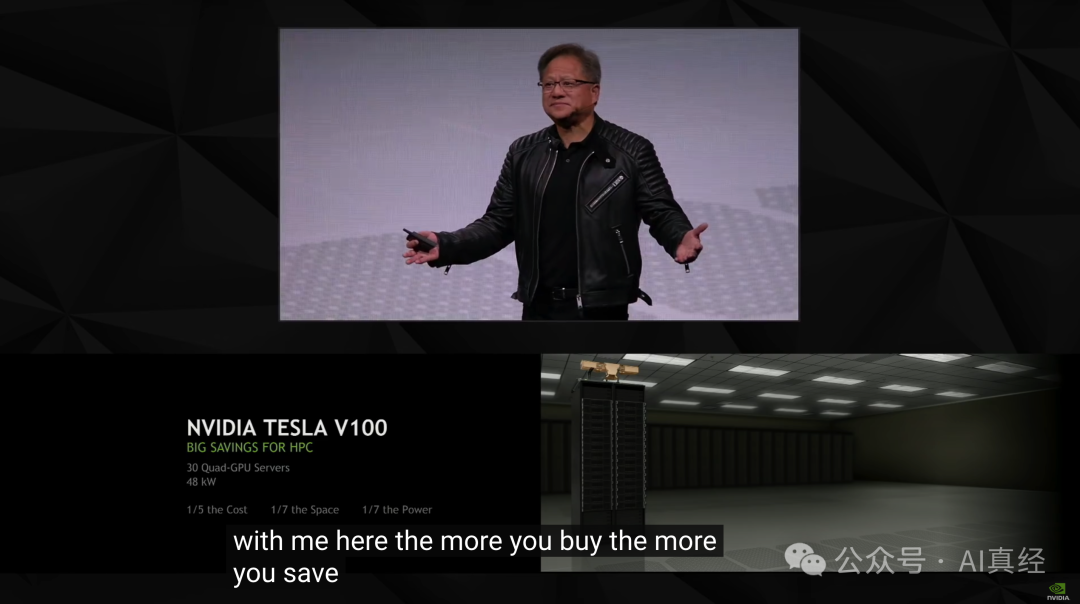 NVIDIA TESLA V100
BIG SAVINGS FOR HPC
30 Quad-GPU Servers
48 kW
1/5 the Cost 1/7 the Space 1/7 the Power
with me here the more you buy the more
you save
公众号 · AI真经
NVIDIA